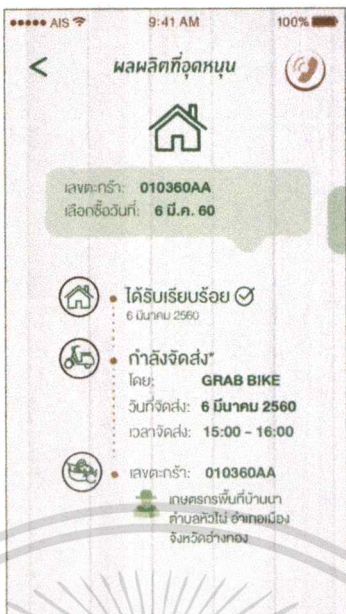 AIS 9:41 AM 100%
< ผลผลิตที่อุดหนุน
เลขตะกร้า: 010360AA
เลือกซื้อวันที่: 6 มี.ค. 60
ได้รับเรียบร้อย
6 มีนาคม 2560
กำลังจัดส่ง*
โดย: GRAB BIKE
วันที่จัดส่ง: 6 มีนาคม 2560
เวลาจัดส่ง: 15:00 - 16:00
เลขตะกร้า: 010360AA
เกษตรกรพื้นที่บ้านนา
ตำบลหัวไผ่ อำเภอเมือง
จังหวัดอ่างทอง